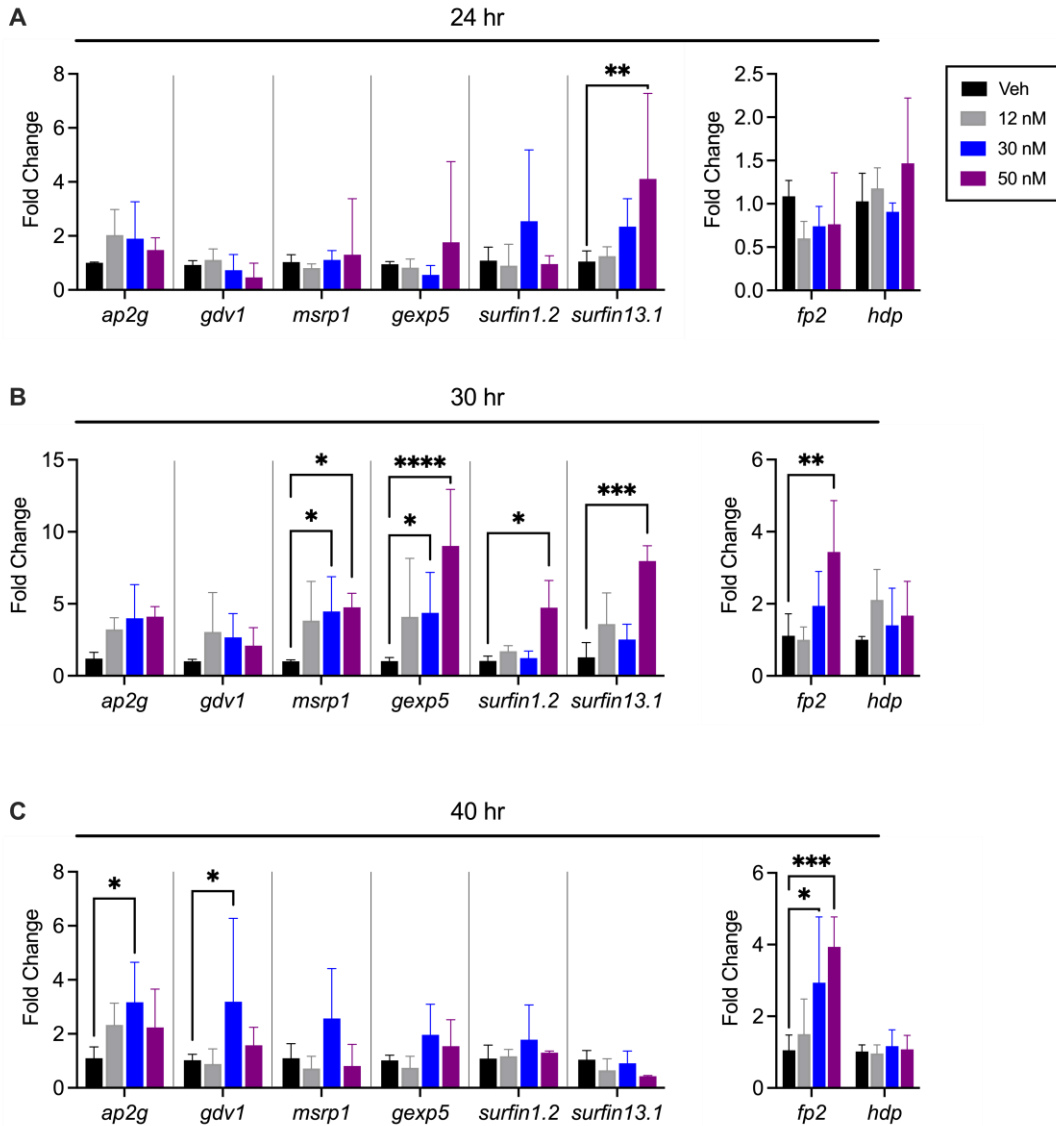 A
24 hr
Fold Change
8
6
4
2
0
**
ap2g gdv1 msrp1 gexp5 surfin1.2 surfin13.1
Fold Change
2.5
2.0
1.5
1.0
0.5
0.0
fp2 hdp
Veh
12 nM
30 nM
50 nM
B
30 hr
Fold Change
15
10
5
0
*
*
****
*
*
***
ap2g gdv1 msrp1 gexp5 surfin1.2 surfin13.1
Fold Change
6
4
2
0
**
fp2 hdp
C
40 hr
Fold Change
8
6
4
2
0
*
*
ap2g gdv1 msrp1 gexp5 surfin1.2 surfin13.1
Fold Change
6
4
2
0
***
*
fp2 hdp